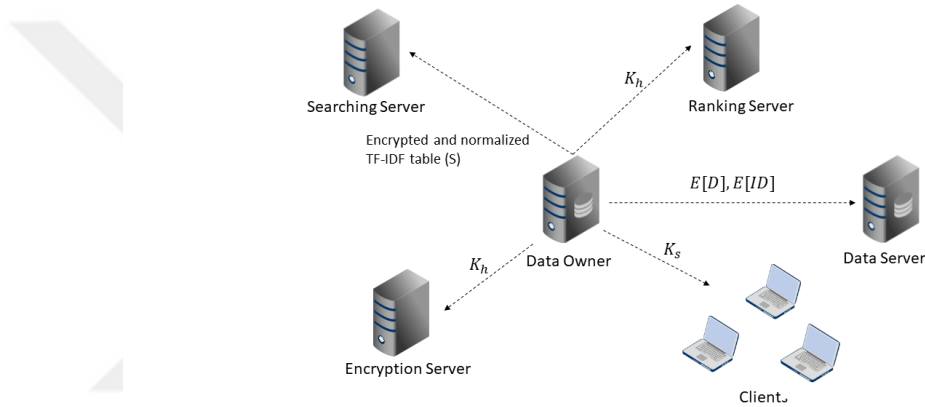 Searching Server
K_h
Ranking Server
Encrypted and normalized
TF-IDF table (S)
E[D], E[ID]
Data Owner
K_s
Data Server
K_h
Encryption Server